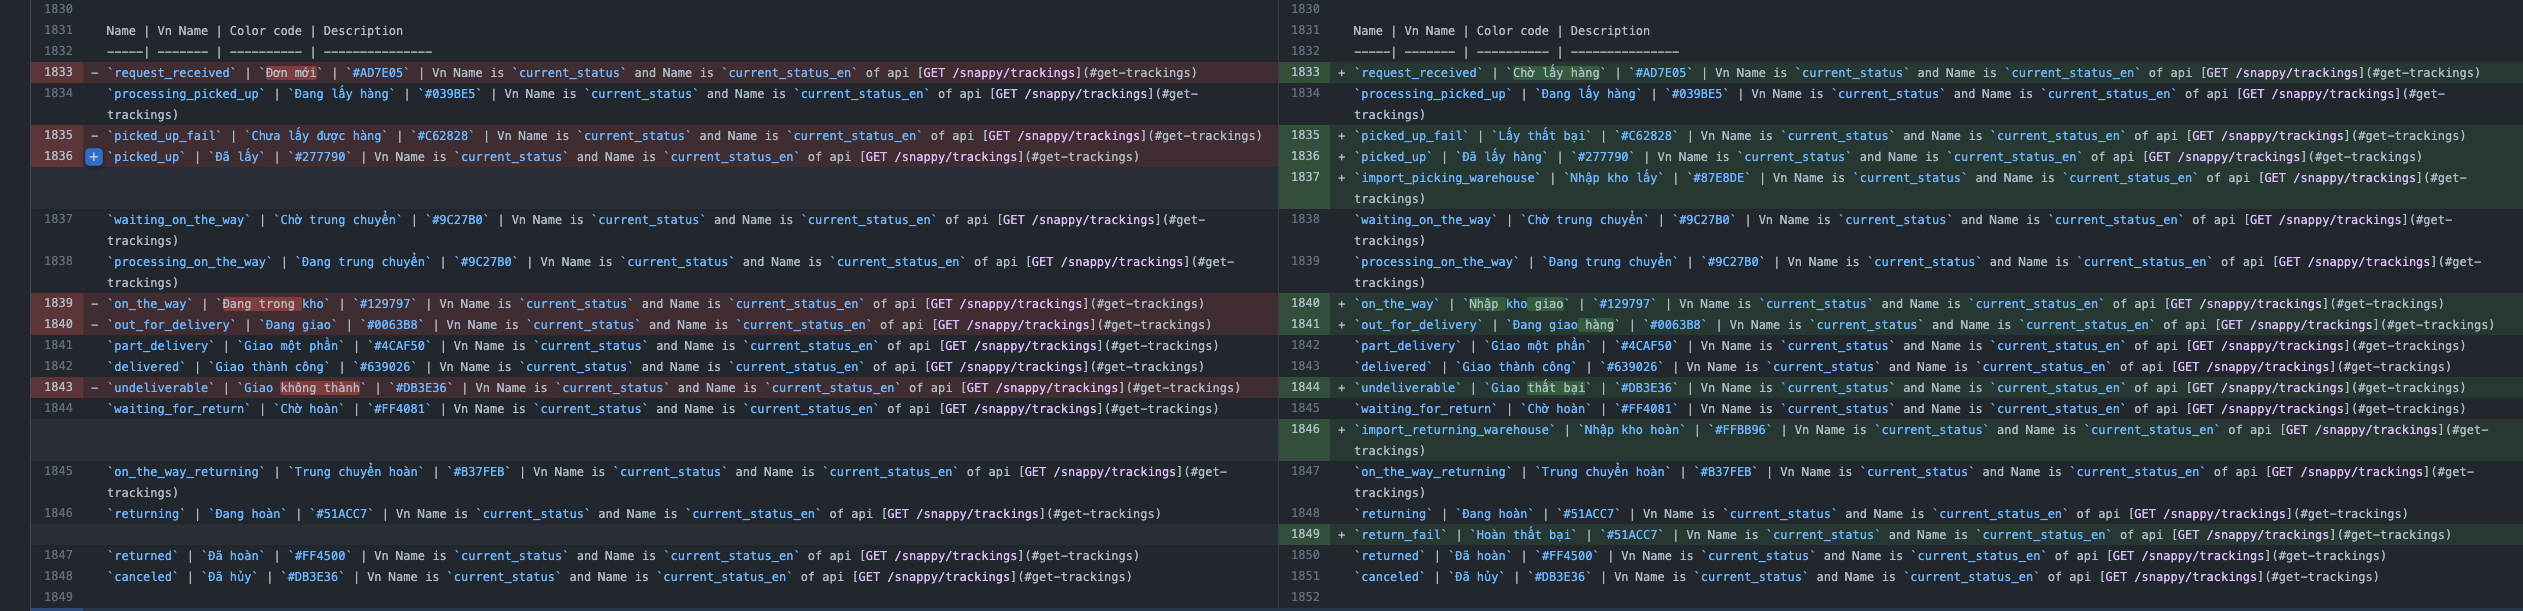 1830
1831 Name | Vn Name | Color code | Description
1832 -----| ------- | ---------- | ---------------
1833 - `request_received` | `Đơn mới` | `#AD7E05` | Vn Name is `current_status` and Name is `current_status_en` of api [GET /snappy/trackings](#get-trackings)
1834 `processing_picked_up` | `Đang lấy hàng` | `#039BE5` | Vn Name is `current_status` and Name is `current_status_en` of api [GET /snappy/trackings](#get-
trackings)
1835 - `picked_up_fail` | `Chưa lấy được hàng` | `#C62828` | Vn Name is `current_status` and Name is `current_status_en` of api [GET /snappy/trackings](#get-trackings)
1836 + `picked_up` | `Đã lấy` | `#277790` | Vn Name is `current_status` and Name is `current_status_en` of api [GET /snappy/trackings](#get-trackings)
1837 `waiting_on_the_way` | `Chờ trung chuyển` | `#9C27B0` | Vn Name is `current_status` and Name is `current_status_en` of api [GET /snappy/trackings](#get-
trackings)
1838 `processing_on_the_way` | `Đang trung chuyển` | `#9C27B0` | Vn Name is `current_status` and Name is `current_status_en` of api [GET /snappy/trackings](#get-
trackings)
1839 - `on_the_way` | `Đang trong kho` | `#129797` | Vn Name is `current_status` and Name is `current_status_en` of api [GET /snappy/trackings](#get-trackings)
1840 - `out_for_delivery` | `Đang giao` | `#0063B8` | Vn Name is `current_status` and Name is `current_status_en` of api [GET /snappy/trackings](#get-trackings)
1841 `part_delivery` | `Giao một phần` | `#4CAF50` | Vn Name is `current_status` and Name is `current_status_en` of api [GET /snappy/trackings](#get-trackings)
1842 `delivered` | `Giao thành công` | `#639026` | Vn Name is `current_status` and Name is `current_status_en` of api [GET /snappy/trackings](#get-trackings)
1843 - `undeliverable` | `Giao không thành` | `#DB3E36` | Vn Name is `current_status` and Name is `current_status_en` of api [GET /snappy/trackings](#get-trackings)
1844 `waiting_for_return` | `Chờ hoàn` | `#FF4081` | Vn Name is `current_status` and Name is `current_status_en` of api [GET /snappy/trackings](#get-trackings)
1845 `on_the_way_returning` | `Trung chuyển hoàn` | `#B37FEB` | Vn Name is `current_status` and Name is `current_status_en` of api [GET /snappy/trackings](#get-
trackings)
1846 `returning` | `Đang hoàn` | `#51ACC7` | Vn Name is `current_status` and Name is `current_status_en` of api [GET /snappy/trackings](#get-trackings)
1847 `returned` | `Đã hoàn` | `#FF4500` | Vn Name is `current_status` and Name is `current_status_en` of api [GET /snappy/trackings](#get-trackings)
1848 `canceled` | `Đã hủy` | `#DB3E36` | Vn Name is `current_status` and Name is `current_status_en` of api [GET /snappy/trackings](#get-trackings)
1849
1830
1831 Name | Vn Name | Color code | Description
1832 -----| ------- | ---------- | ---------------
1833 + `request_received` | `Chờ lấy hàng` | `#AD7E05` | Vn Name is `current_status` and Name is `current_status_en` of api [GET /snappy/trackings](#get-trackings)
1834 `processing_picked_up` | `Đang lấy hàng` | `#039BE5` | Vn Name is `current_status` and Name is `current_status_en` of api [GET /snappy/trackings](#get-
trackings)
1835 + `picked_up_fail` | `Lấy thất bại` | `#C62828` | Vn Name is `current_status` and Name is `current_status_en` of api [GET /snappy/trackings](#get-trackings)
1836 + `picked_up` | `Đã lấy hàng` | `#277790` | Vn Name is `current_status` and Name is `current_status_en` of api [GET /snappy/trackings](#get-trackings)
1837 + `import_picking_warehouse` | `Nhập kho lấy` | `#87E8DE` | Vn Name is `current_status` and Name is `current_status_en` of api [GET /snappy/trackings](#get-
trackings)
1838 `waiting_on_the_way` | `Chờ trung chuyển` | `#9C27B0` | Vn Name is `current_status` and Name is `current_status_en` of api [GET /snappy/trackings](#get-
trackings)
1839 `processing_on_the_way` | `Đang trung chuyển` | `#9C27B0` | Vn Name is `current_status` and Name is `current_status_en` of api [GET /snappy/trackings](#get-
trackings)
1840 + `on_the_way` | `Nhập kho giao` | `#129797` | Vn Name is `current_status` and Name is `current_status_en` of api [GET /snappy/trackings](#get-trackings)
1841 + `out_for_delivery` | `Đang giao hàng` | `#0063B8` | Vn Name is `current_status` and Name is `current_status_en` of api [GET /snappy/trackings](#get-trackings)
1842 `part_delivery` | `Giao một phần` | `#4CAF50` | Vn Name is `current_status` and Name is `current_status_en` of api [GET /snappy/trackings](#get-trackings)
1843 `delivered` | `Giao thành công` | `#639026` | Vn Name is `current_status` and Name is `current_status_en` of api [GET /snappy/trackings](#get-trackings)
1844 + `undeliverable` | `Giao thất bại` | `#DB3E36` | Vn Name is `current_status` and Name is `current_status_en` of api [GET /snappy/trackings](#get-trackings)
1845 `waiting_for_return` | `Chờ hoàn` | `#FF4081` | Vn Name is `current_status` and Name is `current_status_en` of api [GET /snappy/trackings](#get-trackings)
1846 + `import_returning_warehouse` | `Nhập kho hoàn` | `#FFBB96` | Vn Name is `current_status` and Name is `current_status_en` of api [GET /snappy/trackings](#get-
trackings)
1847 `on_the_way_returning` | `Trung chuyển hoàn` | `#B37FEB` | Vn Name is `current_status` and Name is `current_status_en` of api [GET /snappy/trackings](#get-
trackings)
1848 `returning` | `Đang hoàn` | `#51ACC7` | Vn Name is `current_status` and Name is `current_status_en` of api [GET /snappy/trackings](#get-trackings)
1849 + `return_fail` | `Hoàn thất bại` | `#51ACC7` | Vn Name is `current_status` and Name is `current_status_en` of api [GET /snappy/trackings](#get-trackings)
1850 `returned` | `Đã hoàn` | `#FF4500` | Vn Name is `current_status` and Name is `current_status_en` of api [GET /snappy/trackings](#get-trackings)
1851 `canceled` | `Đã hủy` | `#DB3E36` | Vn Name is `current_status` and Name is `current_status_en` of api [GET /snappy/trackings](#get-trackings)
1852